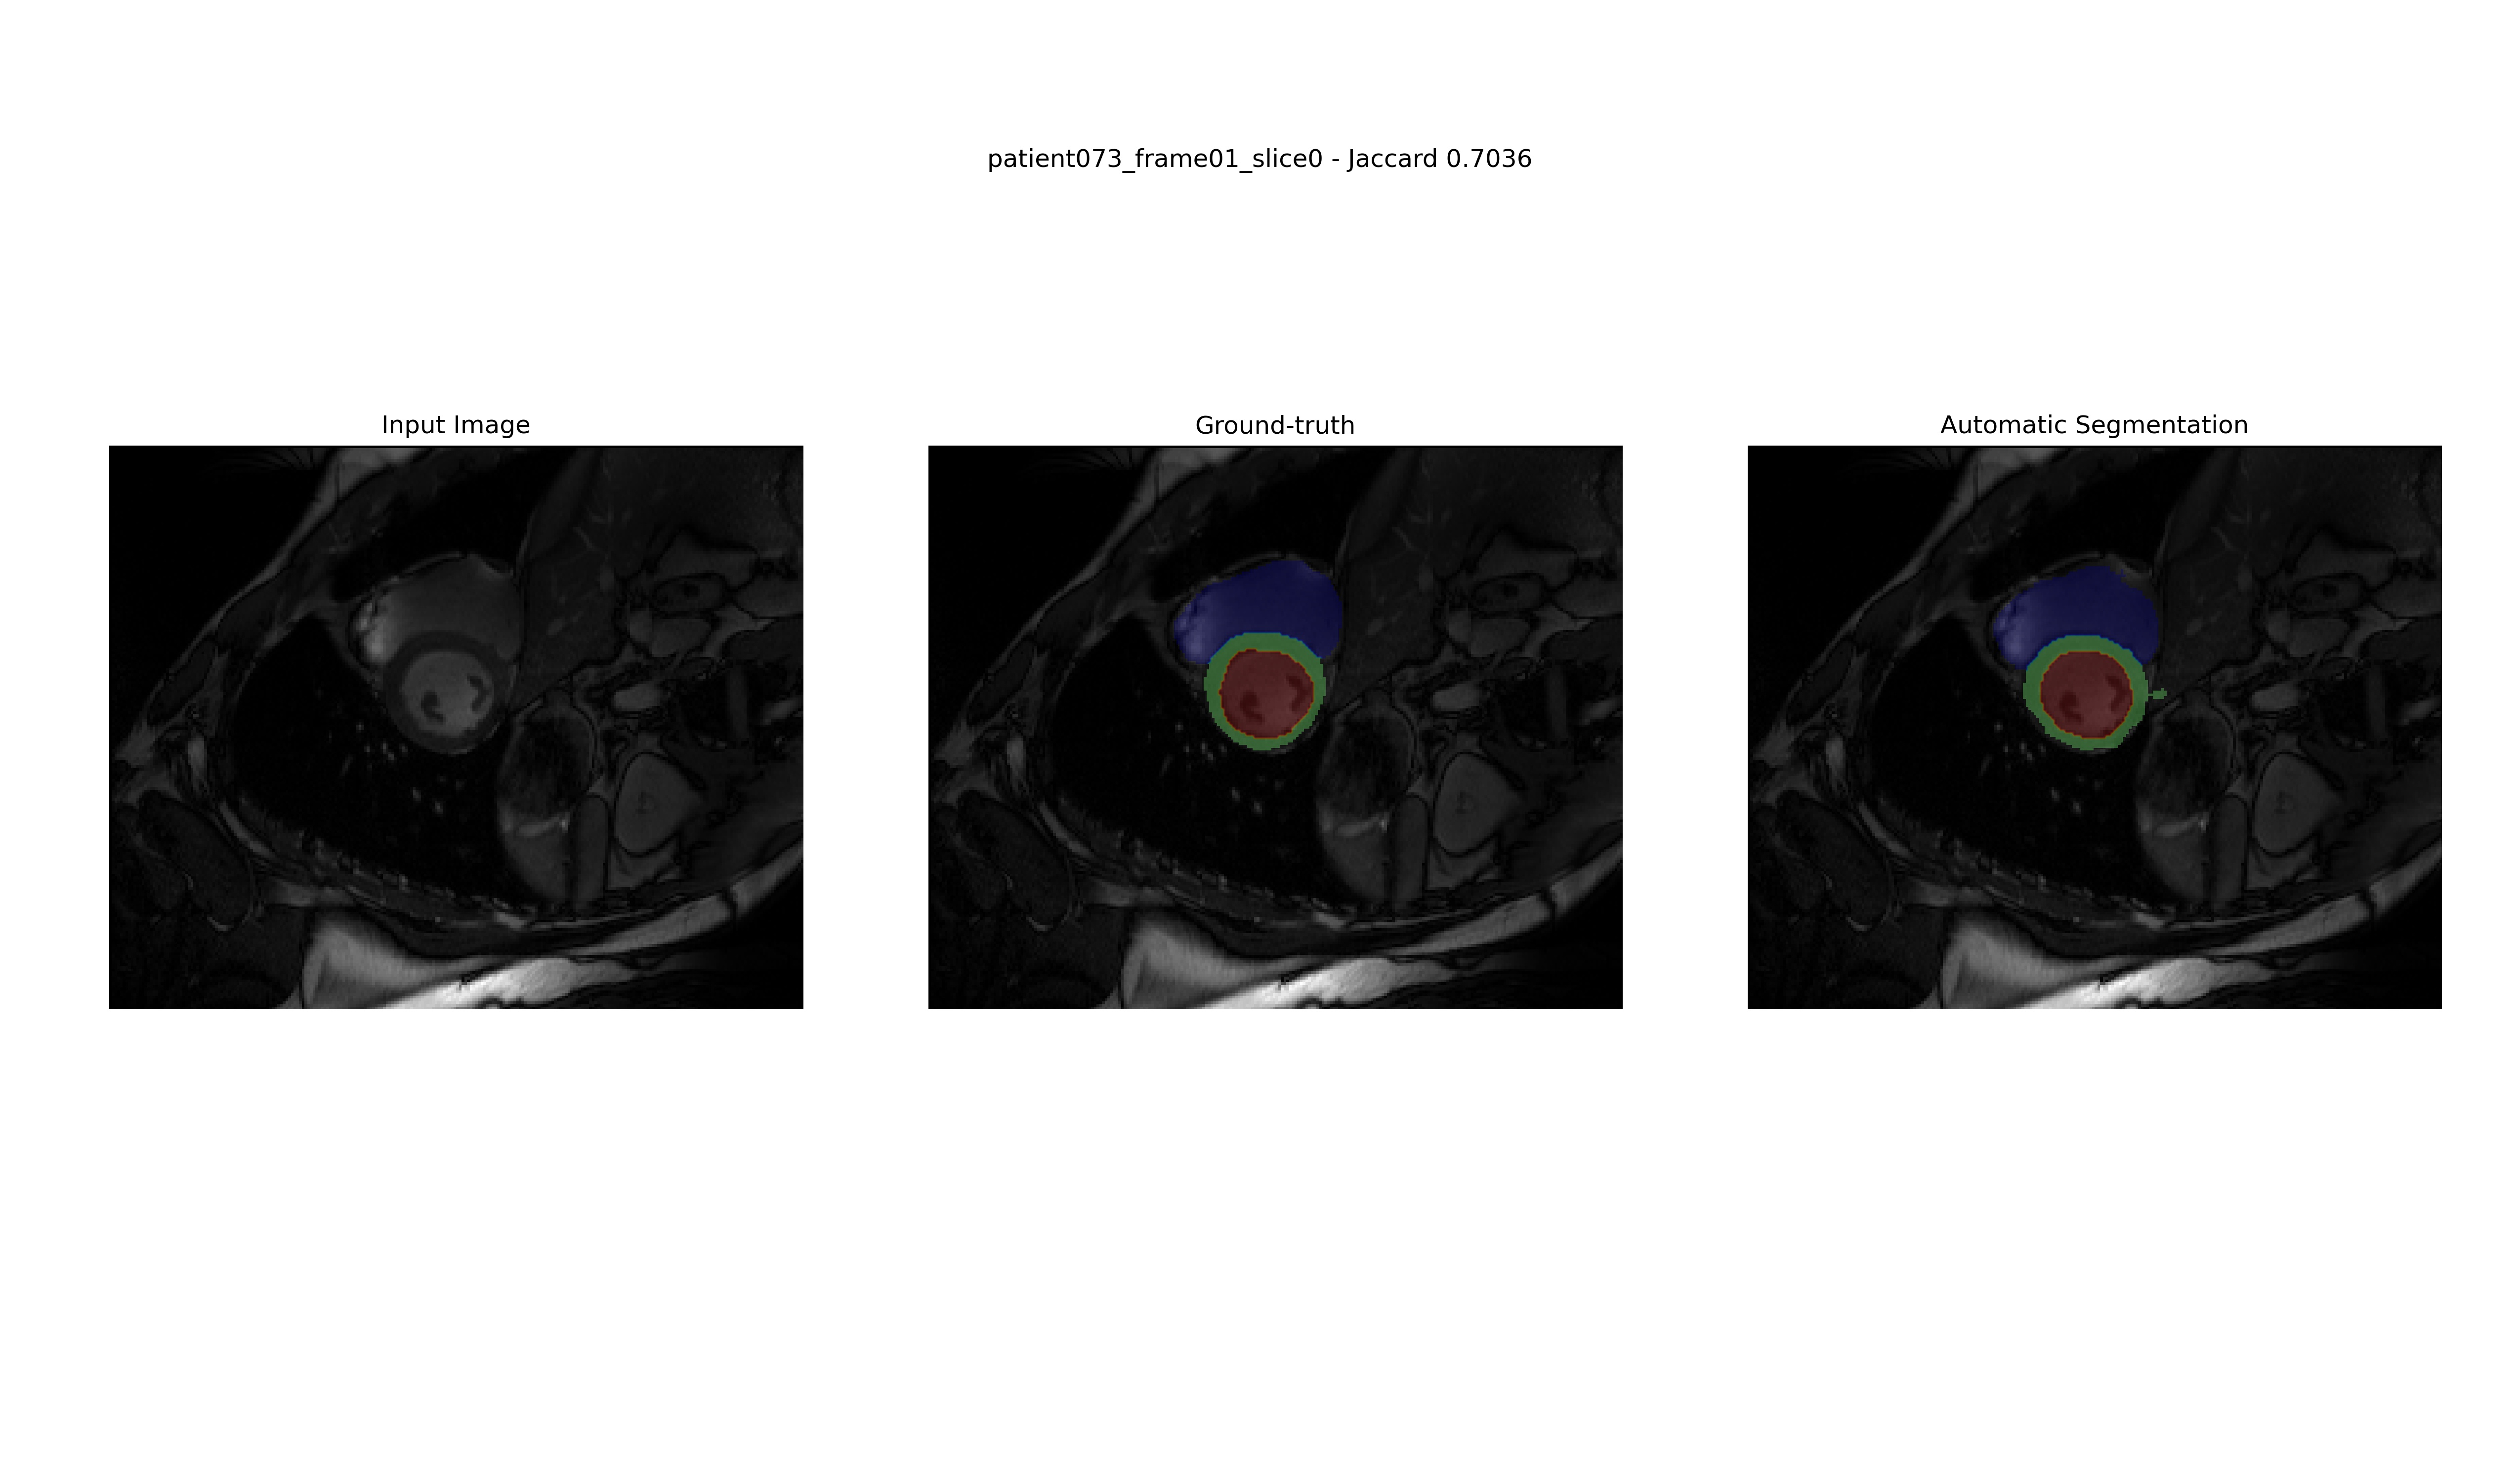 patient073_frame01_slice0 - Jaccard 0.7036
Input Image
Ground-truth
Automatic Segmentation